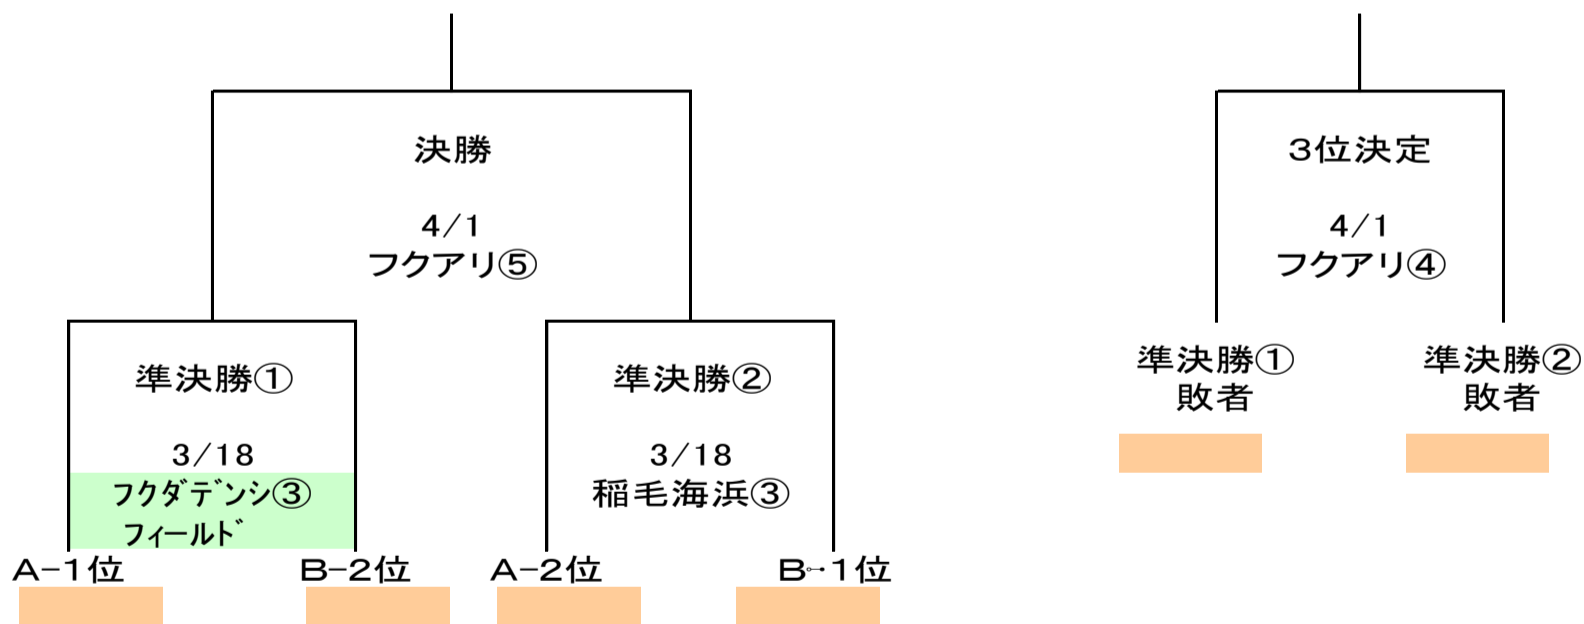 決勝
4/1
フクアリ⑤
3位決定
4/1
フクアリ④
準決勝①
3/18
フクダデンシ③
フィールド
準決勝②
3/18
稲毛海浜③
準決勝①
敗者
準決勝②
敗者
A-1位
B-2位
A-2位
B-1位